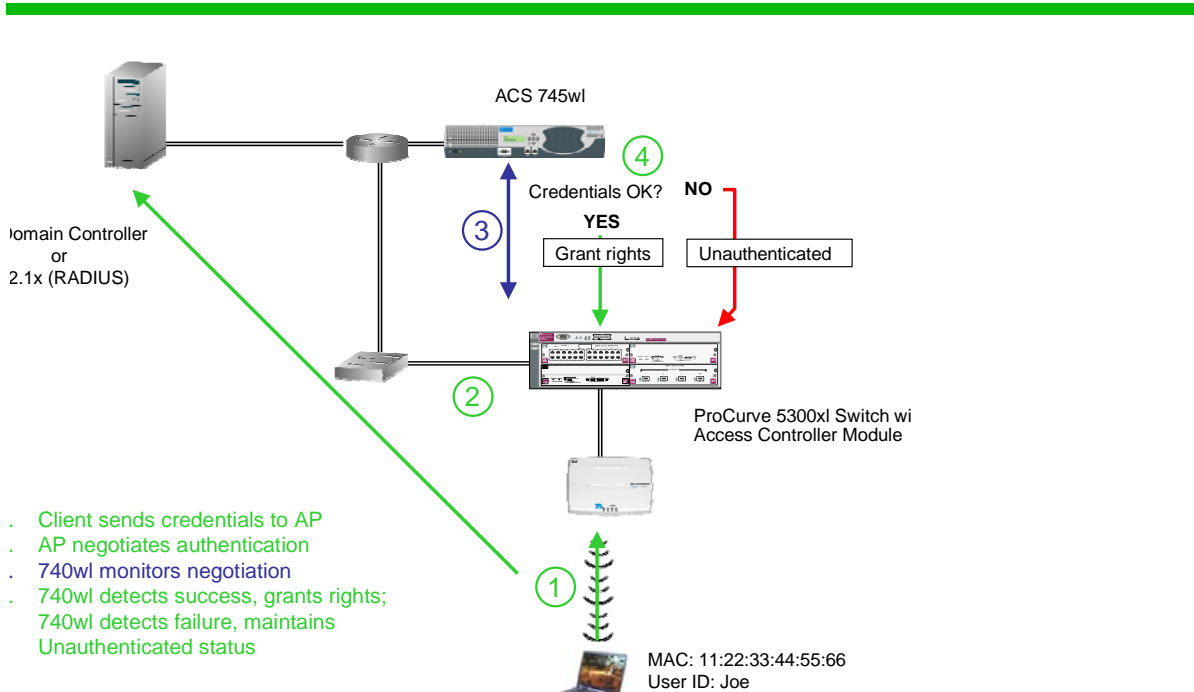 ACS 745wl
4
Credentials OK?
NO
YES
3
Grant rights
Unauthenticated
omain Controller
or
2.1x (RADIUS)
2
ProCurve 5300xl Switch wi
Access Controller Module
1
. Client sends credentials to AP
. AP negotiates authentication
. 740wl monitors negotiation
. 740wl detects success, grants rights;
740wl detects failure, maintains
Unauthenticated status
MAC: 11:22:33:44:55:66
User ID: Joe